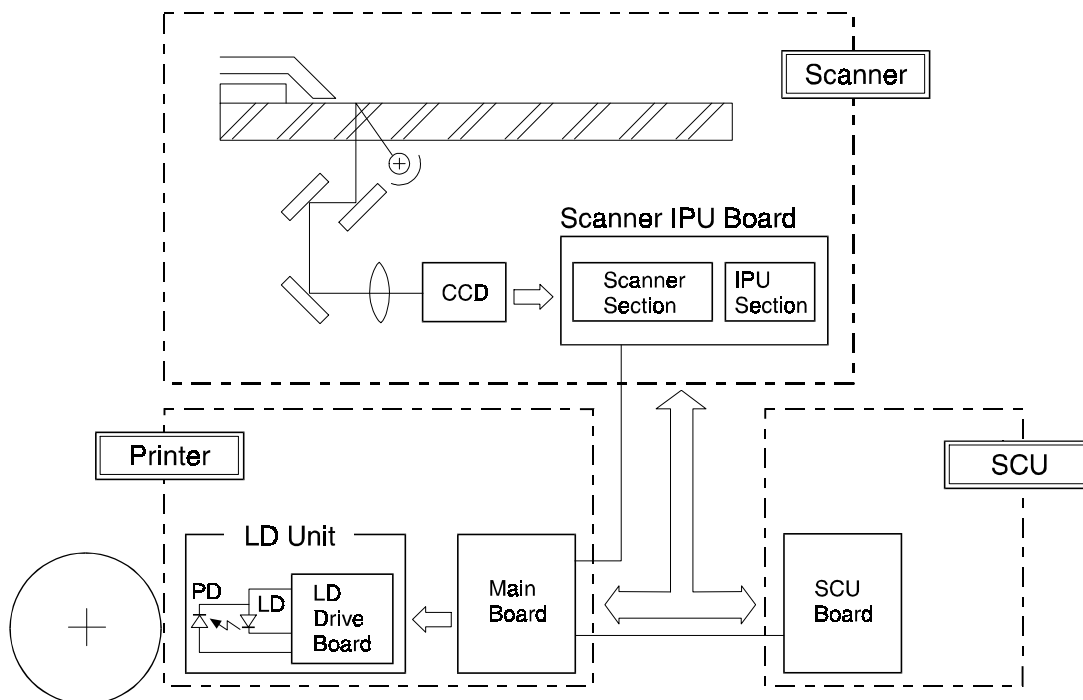 Scanner
Scanner IPU Board
CCD
Scanner
Section
IPU
Section
Printer
SCU
LD Unit
PD
LD
LD
Drive
Board
Main
Board
SCU
Board